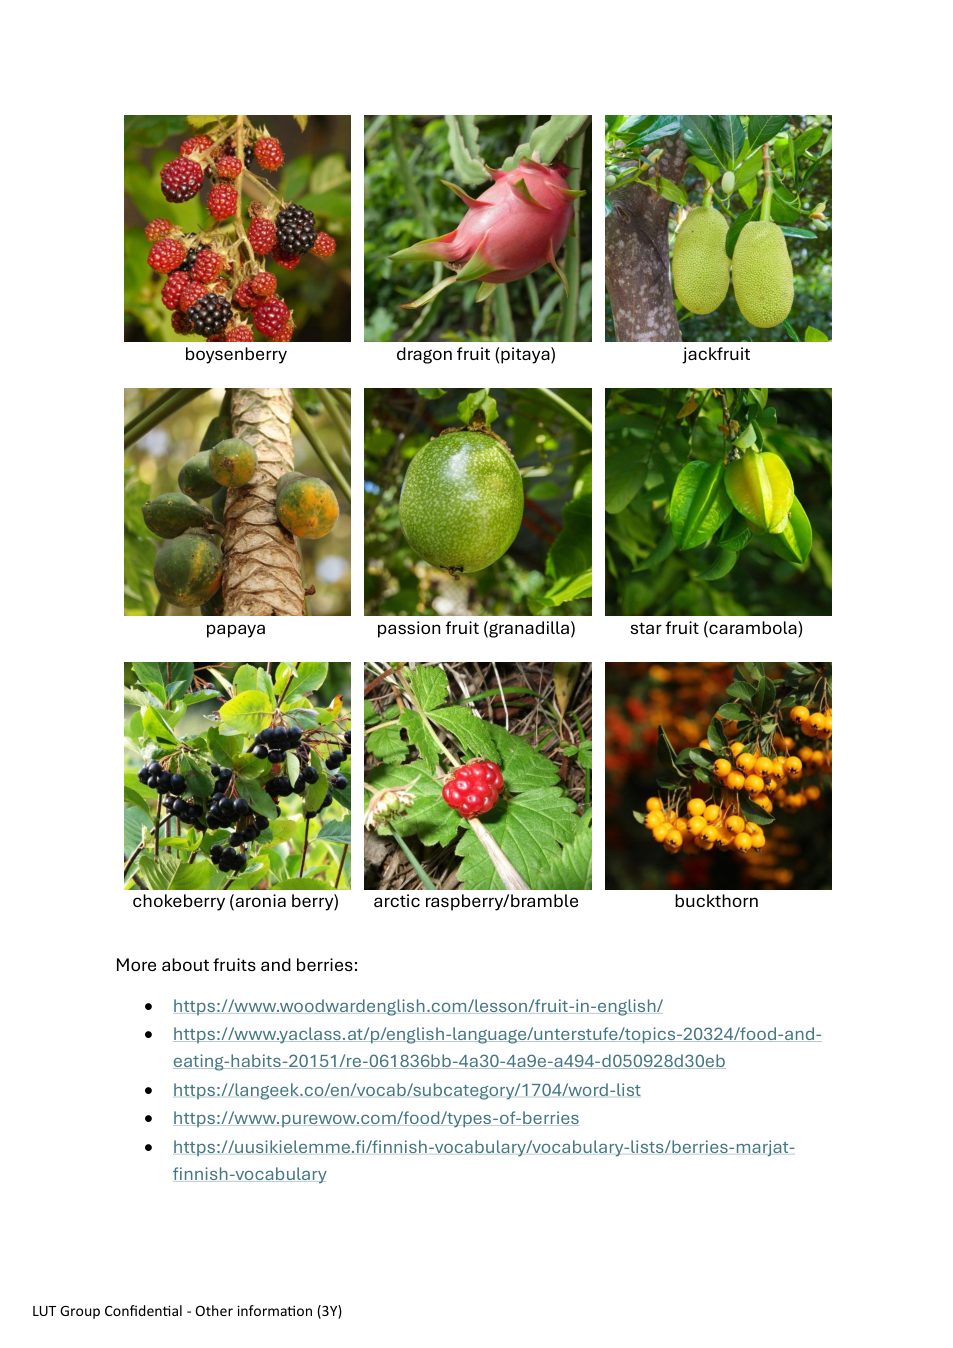 boysenberry
dragon fruit (pitaya)
jackfruit
papaya
passion fruit (granadilla)
star fruit (carambola)
chokeberry (aronia berry)
arctic raspberry/bramble
buckthorn
More about fruits and berries:
• https://www.woodwardenglish.com/lesson/fruit-in-english/
• https://www.yaclass.at/p/english-language/unterstufe/topics-20324/food-and-
eating-habits-20151/re-061836bb-4a30-4a9e-a494-d050928d30eb
• https://langeek.co/en/vocab/subcategory/1704/word-list
• https://www.purewow.com/food/types-of-berries
• https://uusikielemme.fi/finnish-vocabulary/vocabulary-lists/berries-marjat-
finnish-vocabulary
LUT Group Confidential - Other information (3Y)